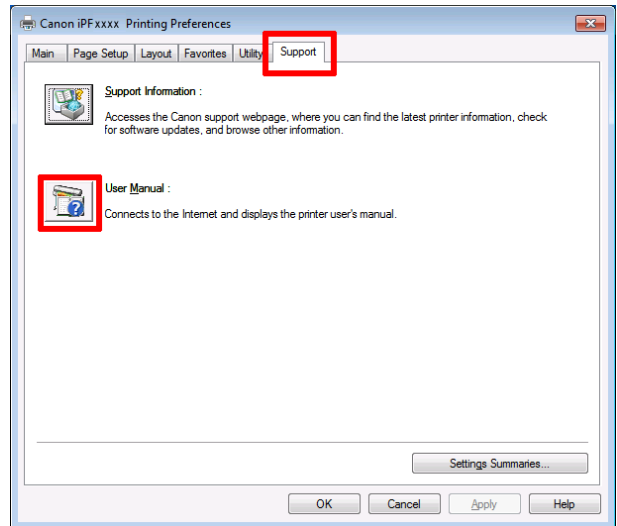 Canon iPFxxxx Printing Preferences
Main Page Setup Layout Favorites Utility Support
Support Information :
Accesses the Canon support webpage, where you can find the latest printer information, check
for software updates, and browse other information.
User Manual :
Connects to the Internet and displays the printer user's manual.
Settings Summaries...
OK Cancel Apply Help